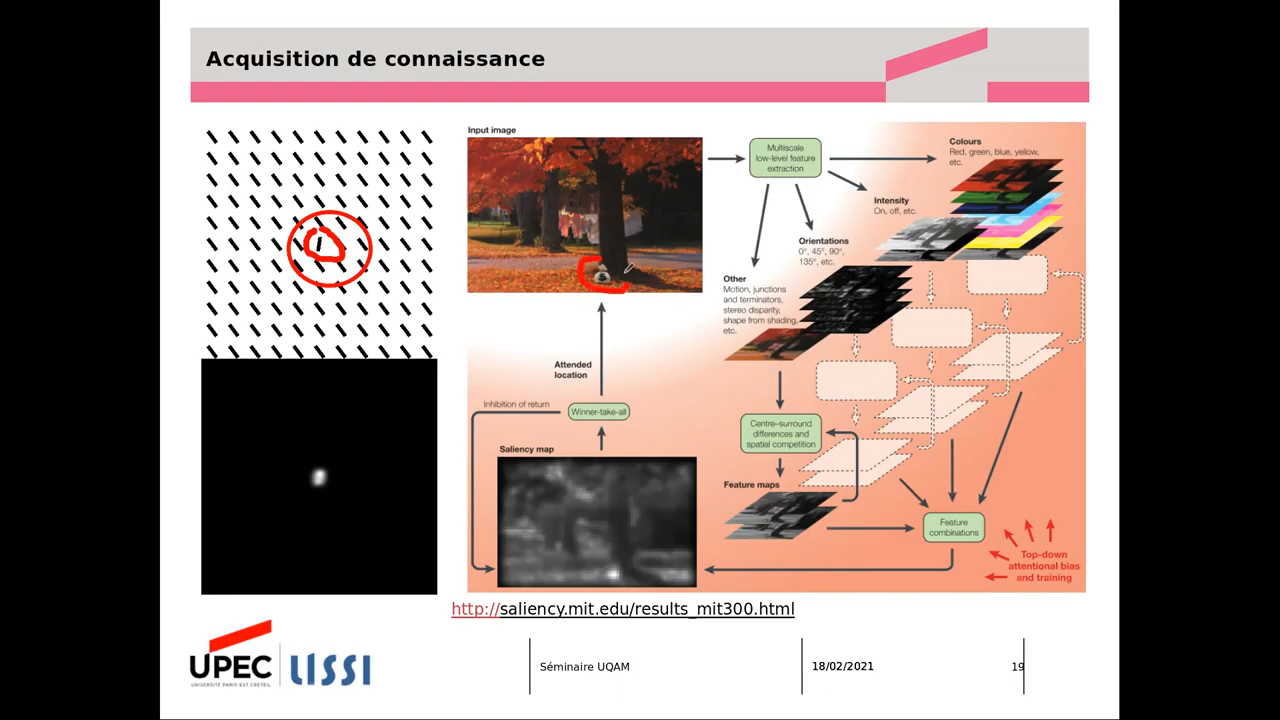 Acquisition de connaissance
Input image
Multiscale
low-level feature
extraction
Colours
Red, green, blue, yellow,
etc.
Intensity
On, off, etc.
Orientations
0°, 45°, 90°,
135°, etc.
Other
Motion, junctions
and terminators,
stereo disparity,
shape from shading,
etc.
Attended
location
Inhibition of return
Winner-take-all
Centre–surround
differences and
spatial competition
Saliency map
Feature maps
Feature
combinations
Top-down
attentional bias
and training
http://saliency.mit.edu/results_mit300.html
UPEC
UNIVERSITÉ PARIS-EST CRÉTEIL
LISSI
Séminaire UQAM
18/02/2021
19